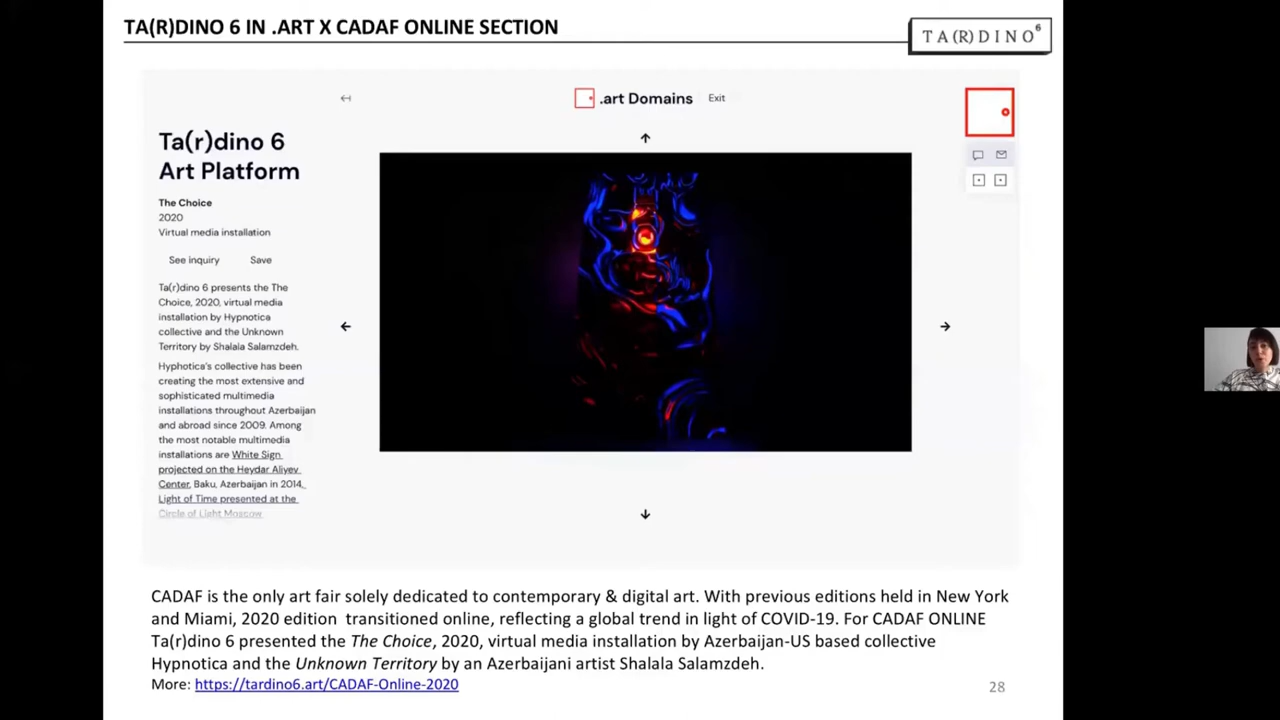 TA(R)DINO 6 IN .ART X CADAF ONLINE SECTION
TA(R)DINO⁶
.art Domains
Exit
Ta(r)dino 6
Art Platform
The Choice
2020
Virtual media installation
See inquiry Save
Ta(r)dino 6 presents the The
Choice, 2020, virtual media
installation by Hypnotica
collective and the Unknown
Territory by Shalala Salamzdeh.
Hyphotica's collective has been
creating the most extensive and
sophisticated multimedia
installations throughout Azerbaijan
and abroad since 2009. Among
the most notable multimedia
installations are White Sign
projected on the Heydar Aliyev
Center, Baku, Azerbaijan in 2014,
Light of Time presented at the
Circle of Light Moscow
CADAF is the only art fair solely dedicated to contemporary & digital art. With previous editions held in New York
and Miami, 2020 edition transitioned online, reflecting a global trend in light of COVID-19. For CADAF ONLINE
Ta(r)dino 6 presented the The Choice, 2020, virtual media installation by Azerbaijan-US based collective
Hypnotica and the Unknown Territory by an Azerbaijani artist Shalala Salamzdeh.
More: https://tardino6.art/CADAF-Online-2020
28